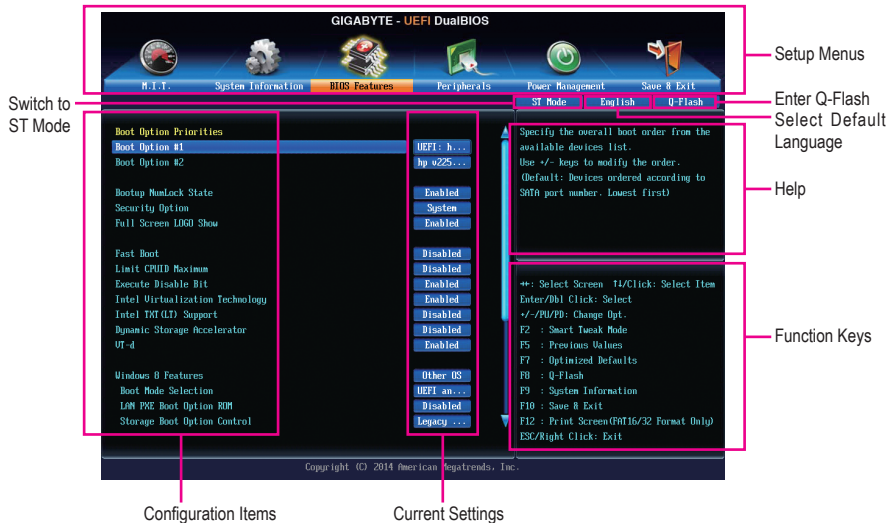 GIGABYTE - UEFI DualBIOS
M.I.T. System Information BIOS Features Peripherals Power Management Save & Exit
Setup Menus
ST Mode English Q-Flash
Switch to
ST Mode
Enter Q-Flash
Select Default
Language
Boot Option Priorities
Boot Option #1 UEFI: h...
Boot Option #2 hp v225...
Bootup NumLock State Enabled
Security Option System
Full Screen LOGO Show Enabled
Fast Boot Disabled
Limit CPUID Maximum Disabled
Execute Disable Bit Enabled
Intel Virtualization Technology Enabled
Intel TXT(LT) Support Disabled
Dynamic Storage Accelerator Disabled
VT-d Enabled
Windows 8 Features Other OS
Boot Mode Selection UEFI an...
LAN PXE Boot Option ROM Disabled
Storage Boot Option Control Legacy ...
Specify the overall boot order from the
available devices list.
Use +/- keys to modify the order.
(Default: Devices ordered according to
SATA port number. Lowest first)
Help
→←: Select Screen ↑↓/Click: Select Item
Enter/Dbl Click: Select
+/-/PU/PD: Change Opt.
F2 : Smart Tweak Mode
F5 : Previous Values
F7 : Optimized Defaults
F8 : Q-Flash
F9 : System Information
F10 : Save & Exit
F12 : Print Screen(FAT16/32 Format Only)
ESC/Right Click: Exit
Function Keys
Copyright (C) 2014 American Megatrends, Inc.
Configuration Items
Current Settings